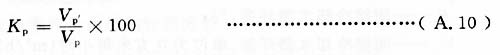 K_P = V_p' / V_p × 100 ………………………………( A. 10 )